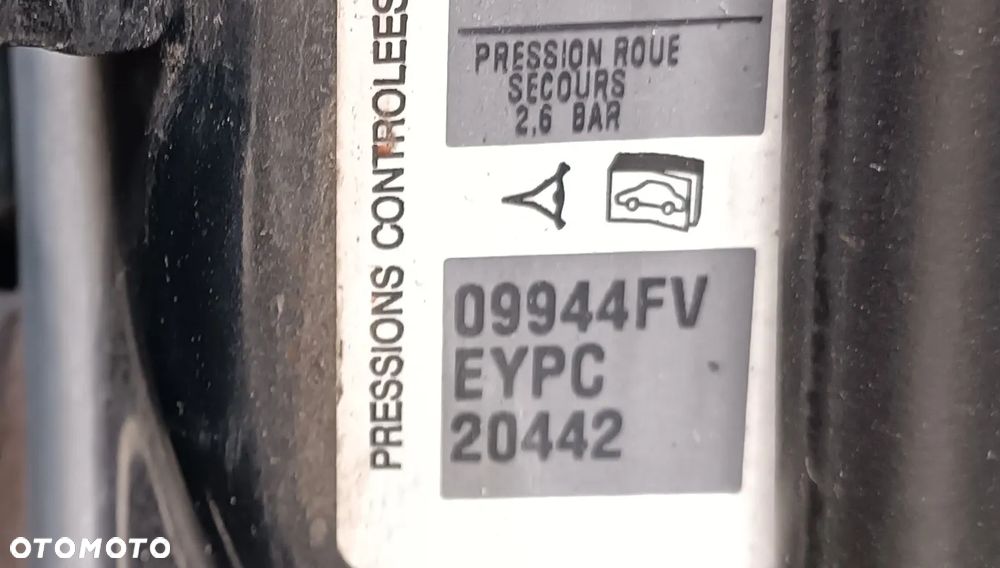 PRESSION ROUE
SECOURS
2,6 BAR
PRESSIONS CONTROLEES
09944FV
EYPC
20442
OTOMOTO